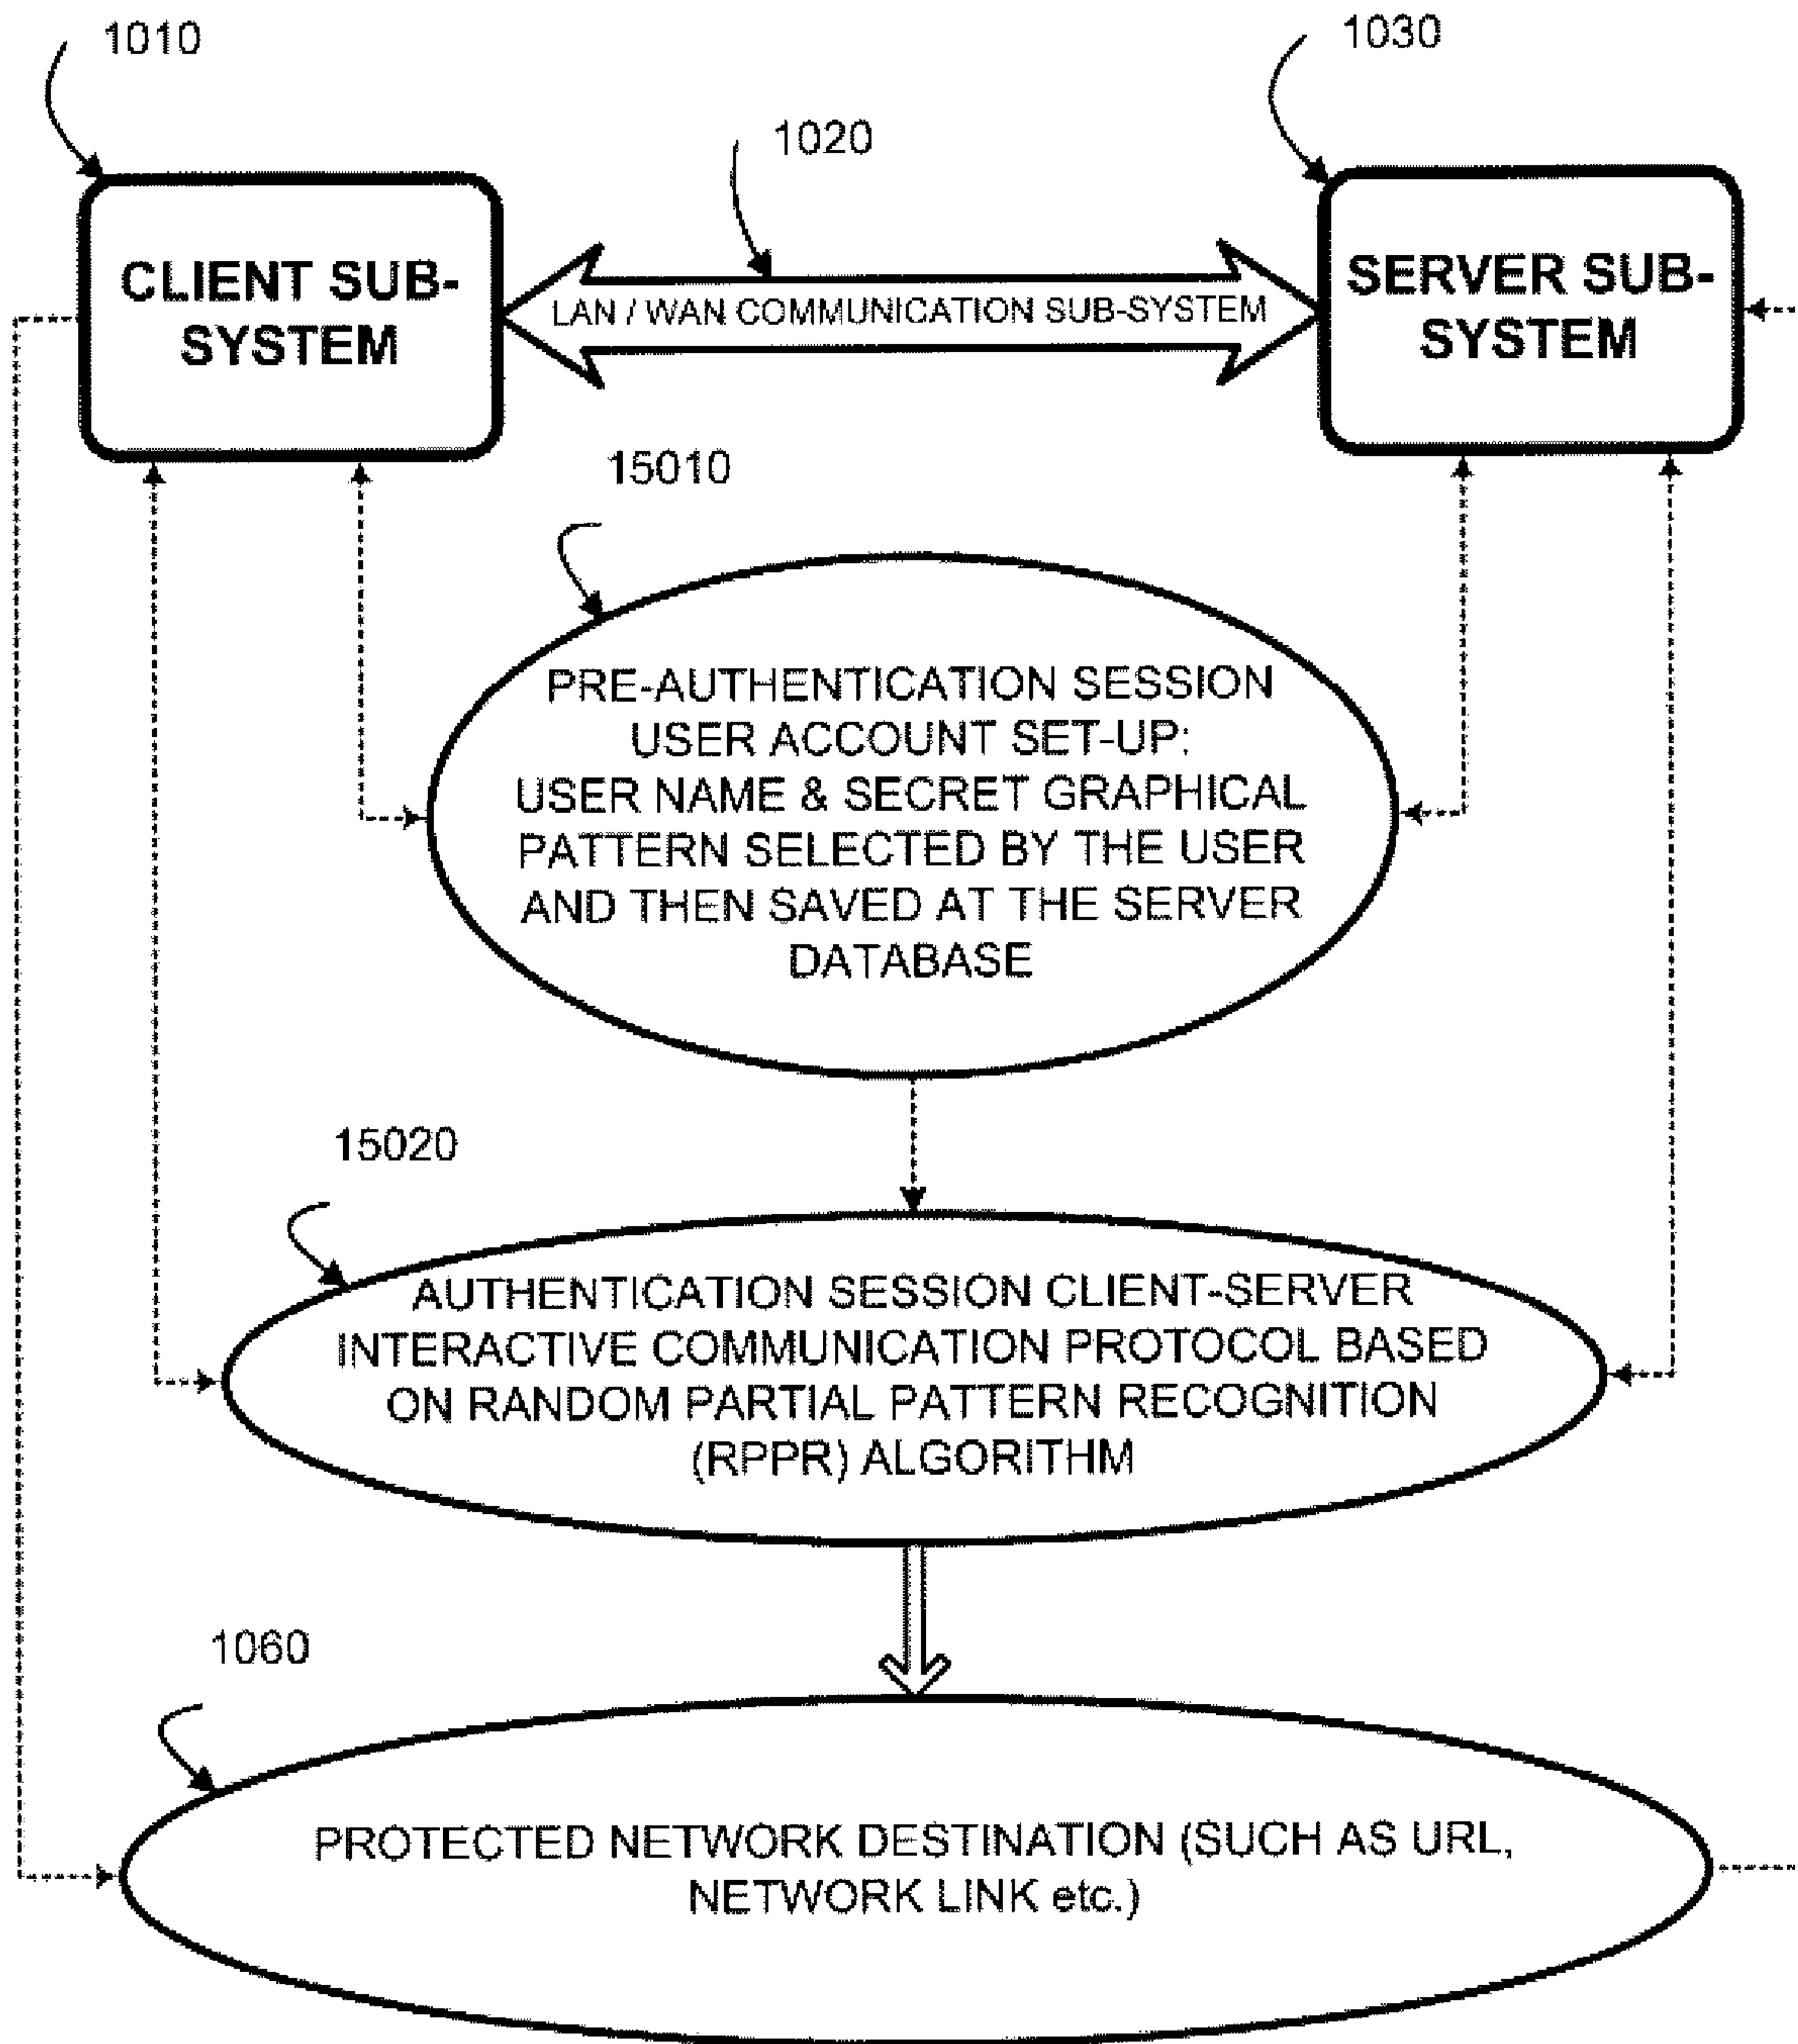 1010
1030
1020
CLIENT SUB-
SYSTEM
LAN / WAN COMMUNICATION SUB-SYSTEM
SERVER SUB-
SYSTEM
15010
PRE-AUTHENTICATION SESSION
USER ACCOUNT SET-UP:
USER NAME & SECRET GRAPHICAL
PATTERN SELECTED BY THE USER
AND THEN SAVED AT THE SERVER
DATABASE
15020
AUTHENTICATION SESSION CLIENT-SERVER
INTERACTIVE COMMUNICATION PROTOCOL BASED
ON RANDOM PARTIAL PATTERN RECOGNITION
(RPPR) ALGORITHM
1060
PROTECTED NETWORK DESTINATION (SUCH AS URL,
NETWORK LINK etc.)